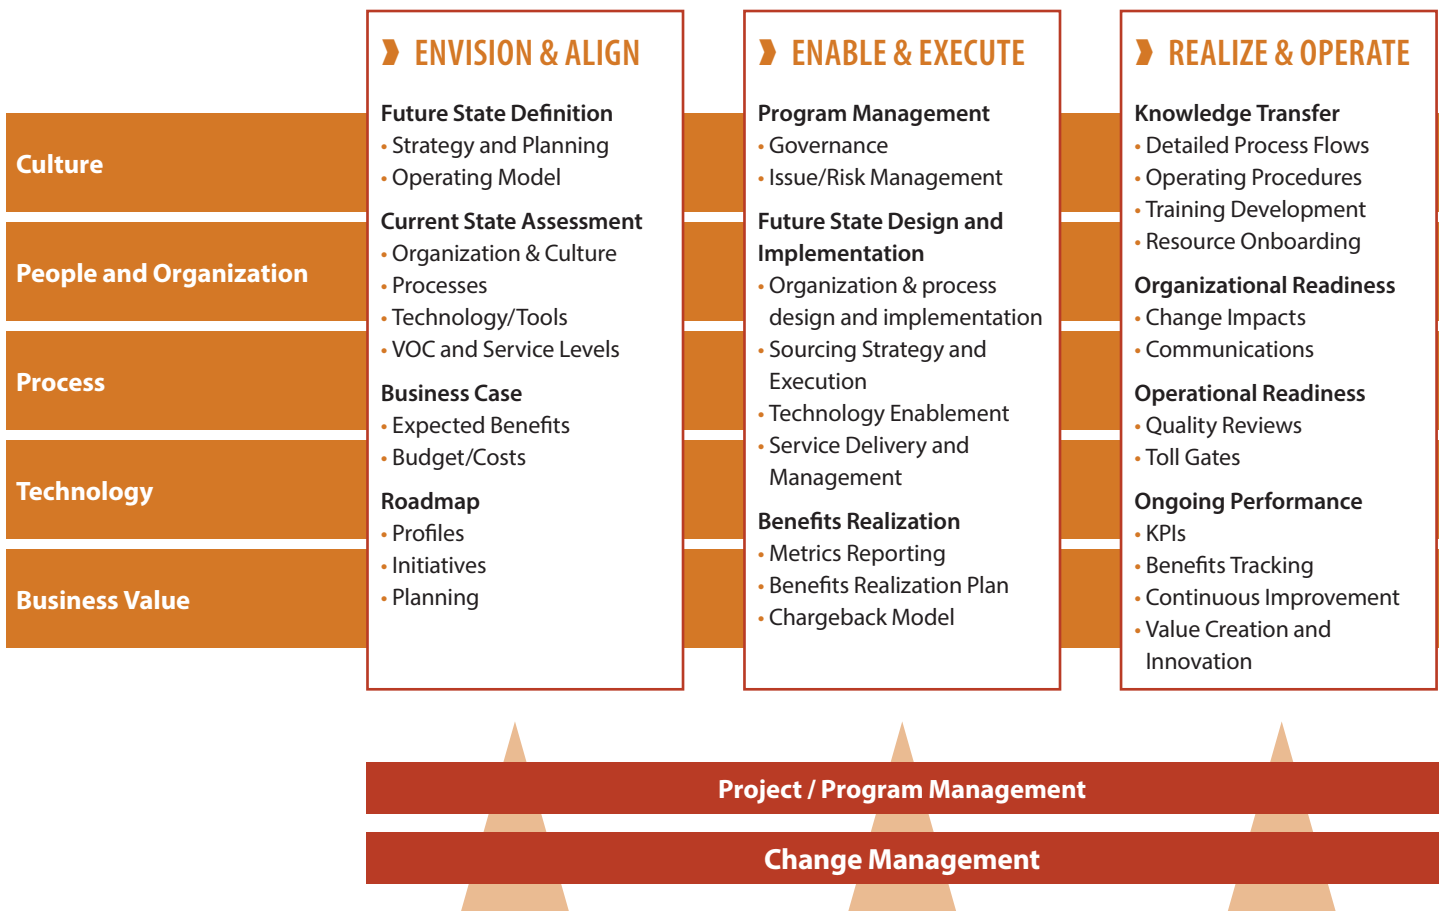 Culture
People and Organization
Process
Technology
Business Value
ENVISION & ALIGN
Future State Definition
• Strategy and Planning
• Operating Model
Current State Assessment
• Organization & Culture
• Processes
• Technology/Tools
• VOC and Service Levels
Business Case
• Expected Benefits
• Budget/Costs
Roadmap
• Profiles
• Initiatives
• Planning
ENABLE & EXECUTE
Program Management
• Governance
• Issue/Risk Management
Future State Design and
Implementation
• Organization & process
design and implementation
• Sourcing Strategy and
Execution
• Technology Enablement
• Service Delivery and
Management
Benefits Realization
• Metrics Reporting
• Benefits Realization Plan
• Chargeback Model
REALIZE & OPERATE
Knowledge Transfer
• Detailed Process Flows
• Operating Procedures
• Training Development
• Resource Onboarding
Organizational Readiness
• Change Impacts
• Communications
Operational Readiness
• Quality Reviews
• Toll Gates
Ongoing Performance
• KPIs
• Benefits Tracking
• Continuous Improvement
• Value Creation and
Innovation
Project / Program Management
Change Management